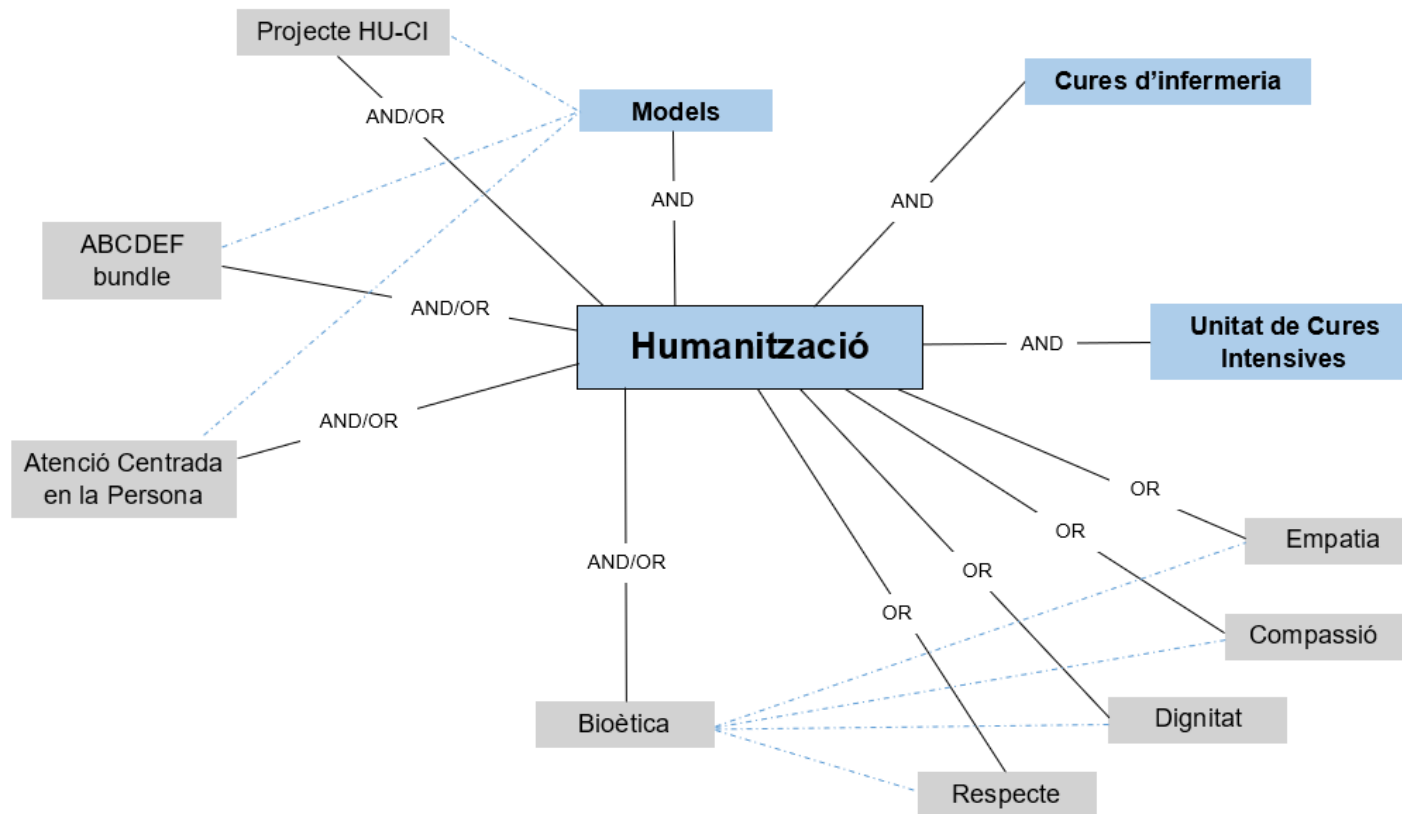 Projecte HU-CI
Cures d'infermeria
Models
AND/OR
AND
AND
ABCDEF
bundle
AND/OR
Humanització
AND
Unitat de Cures
Intensives
AND/OR
Atenció Centrada
en la Persona
OR
OR
Empatia
AND/OR
OR
OR
Compassió
Bioètica
Dignitat
Respecte